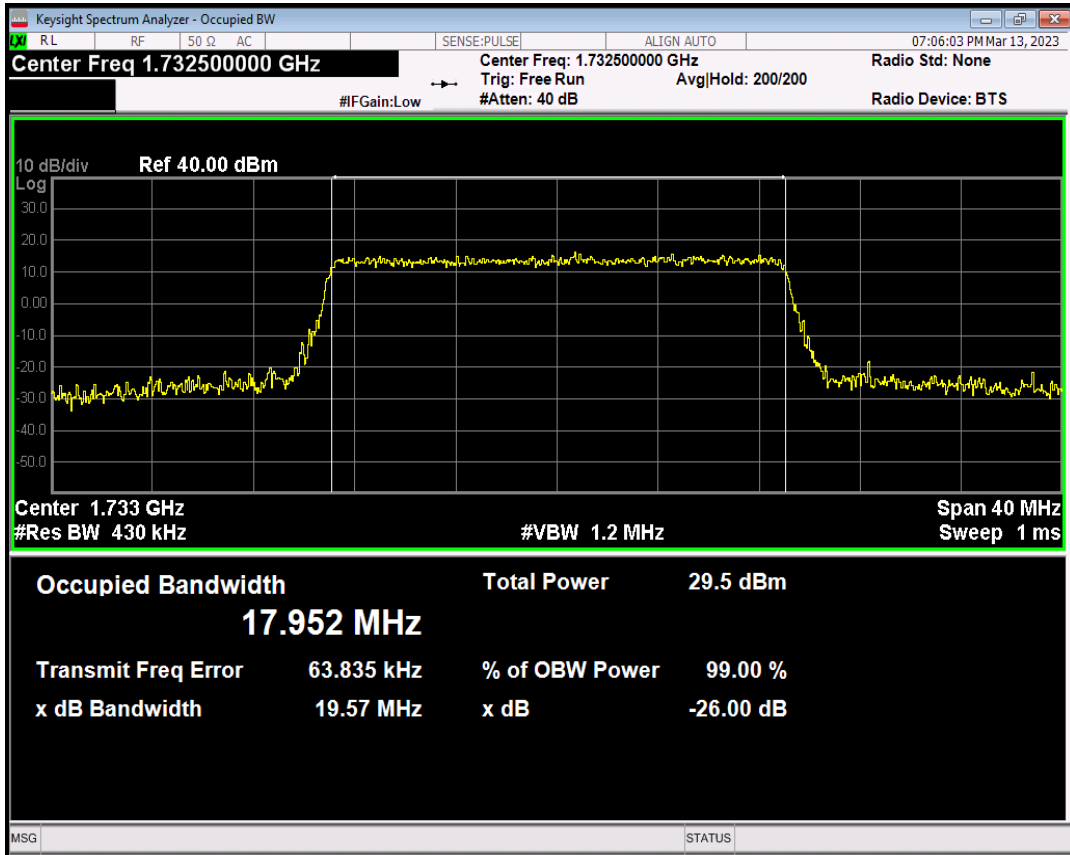 Keysight Spectrum Analyzer - Occupied BW
LXI RL RF 50 Ω AC SENSE:PULSE ALIGN AUTO 07:06:03 PM Mar 13, 2023
Center Freq 1.732500000 GHz Center Freq: 1.732500000 GHz Radio Std: None
Trig: Free Run Avg|Hold: 200/200
#IFGain:Low #Atten: 40 dB Radio Device: BTS
10 dB/div Ref 40.00 dBm
Log
30.0
20.0
10.0
0.00
-10.0
-20.0
-30.0
-40.0
-50.0
Center 1.733 GHz Span 40 MHz
#Res BW 430 kHz #VBW 1.2 MHz Sweep 1 ms
Occupied Bandwidth Total Power 29.5 dBm
17.952 MHz
Transmit Freq Error 63.835 kHz % of OBW Power 99.00 %
x dB Bandwidth 19.57 MHz x dB -26.00 dB
MSG STATUS